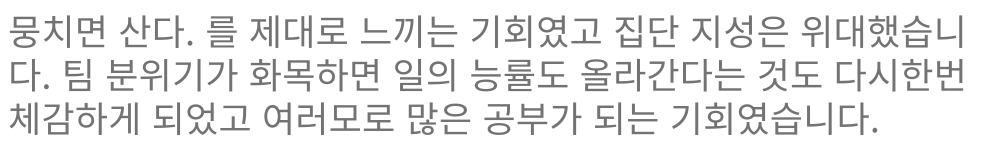 뭉치면 산다. 를 제대로 느끼는 기회였고 집단 지성은 위대했습니
다. 팀 분위기가 화목하면 일의 능률도 올라간다는 것도 다시한번
체감하게 되었고 여러모로 많은 공부가 되는 기회였습니다.